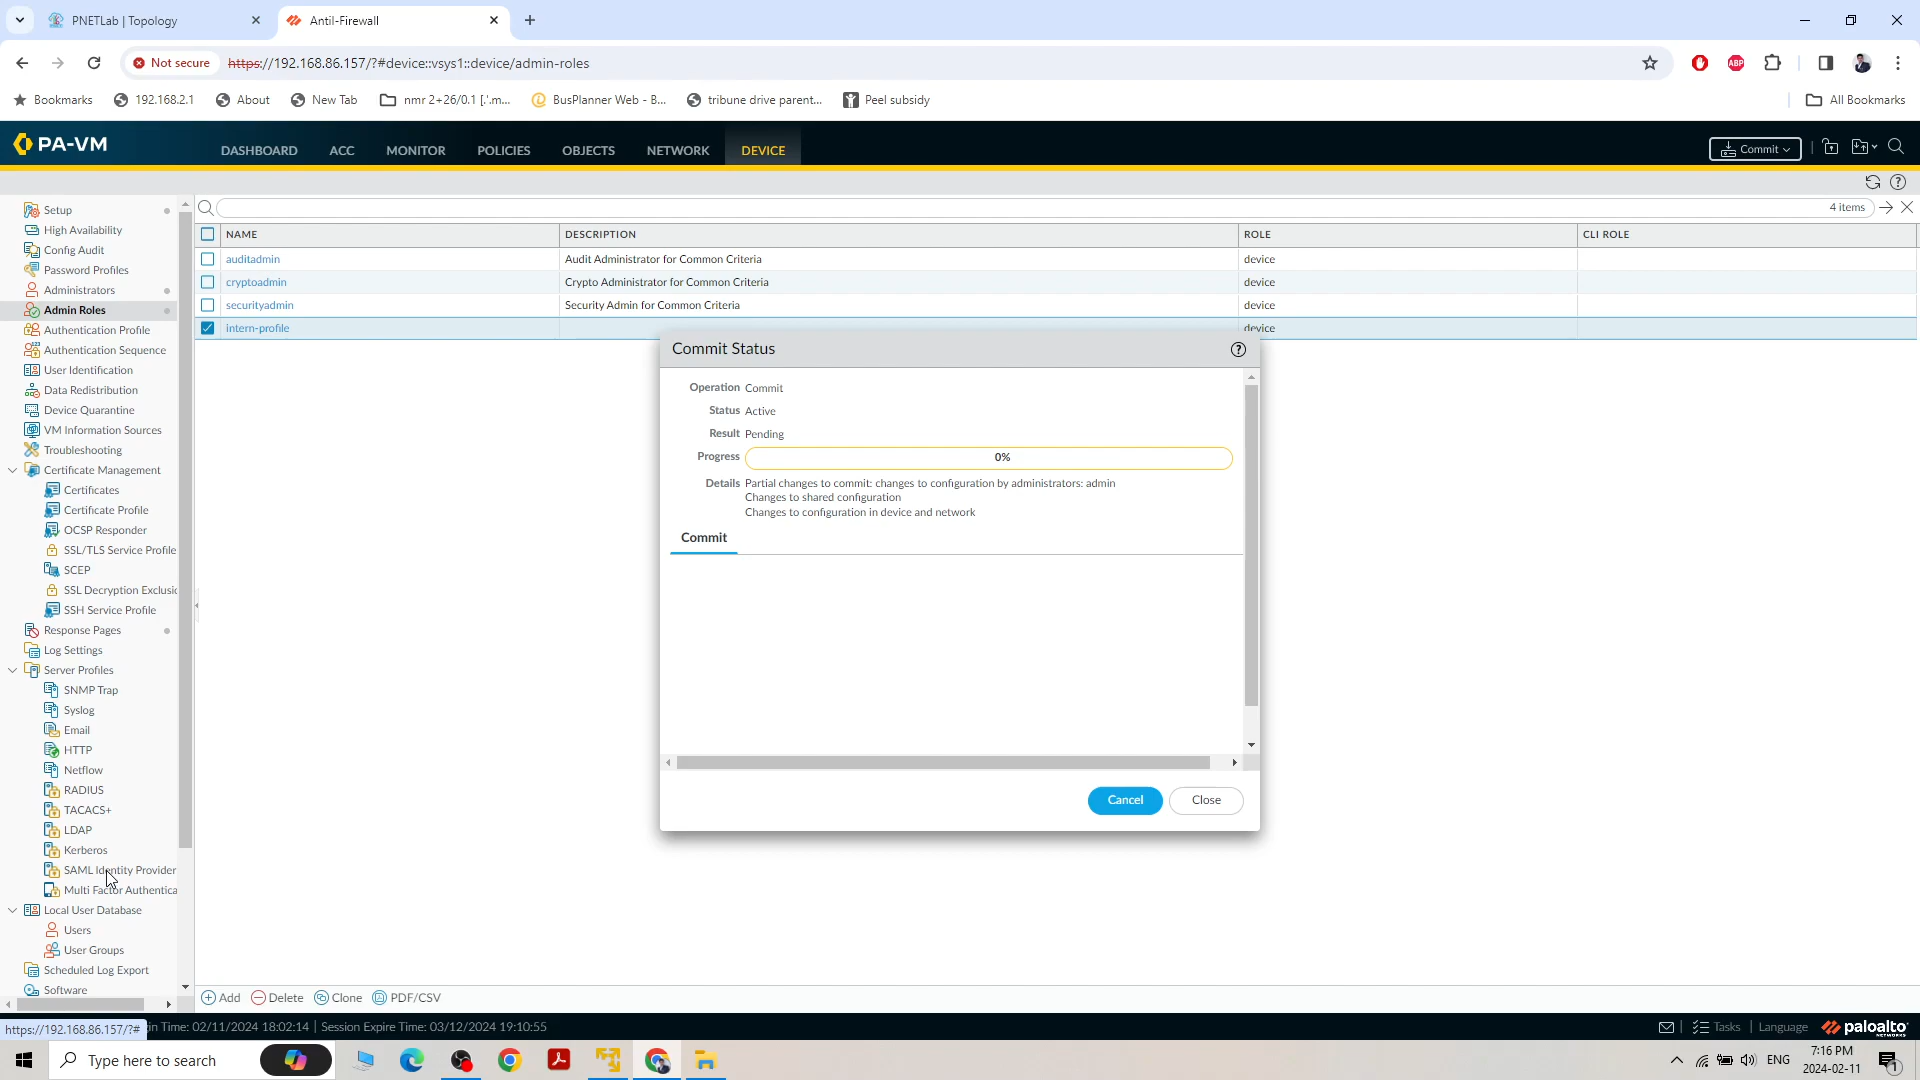 PNETLab | Topology
Antil-Firewall
Not secure
https://192.168.86.157/?#device::vsys1::device/admin-roles
ABP
Bookmarks
192.168.2.1
About
New Tab
nmr 2+26/0.1 [.'.m...
BusPlanner Web - B...
tribune drive parent...
Peel subsidy
All Bookmarks
PA-VM
DASHBOARD
ACC
MONITOR
POLICIES
OBJECTS
NETWORK
DEVICE
Commit
Setup
High Availability
Config Audit
Password Profiles
Administrators
Admin Roles
Authentication Profile
Authentication Sequence
User Identification
Data Redistribution
Device Quarantine
VM Information Sources
Troubleshooting
Certificate Management
Certificates
Certificate Profile
OCSP Responder
SSL/TLS Service Profile
SCEP
SSL Decryption Exclusio
SSH Service Profile
Response Pages
Log Settings
Server Profiles
SNMP Trap
Syslog
Email
HTTP
Netflow
RADIUS
TACACS+
LDAP
Kerberos
SAML Identity Provider
Multi Factor Authentica
Local User Database
Users
User Groups
Scheduled Log Export
Software
4 items
NAME DESCRIPTION ROLE CLI ROLE
auditadmin Audit Administrator for Common Criteria device
cryptoadmin Crypto Administrator for Common Criteria device
securityadmin Security Admin for Common Criteria device
intern-profile device
Commit Status
Operation Commit
Status Active
Result Pending
Progress 0%
Details Partial changes to commit: changes to configuration by administrators: admin
Changes to shared configuration
Changes to configuration in device and network
Commit
Cancel
Close
Add
Delete
Clone
PDF/CSV
https://192.168.86.157/?#
in Time: 02/11/2024 18:02:14 | Session Expire Time: 03/12/2024 19:10:55
Tasks | Language
paloalto
NETWORKS
Type here to search
ENG
7:16 PM
2024-02-11
1